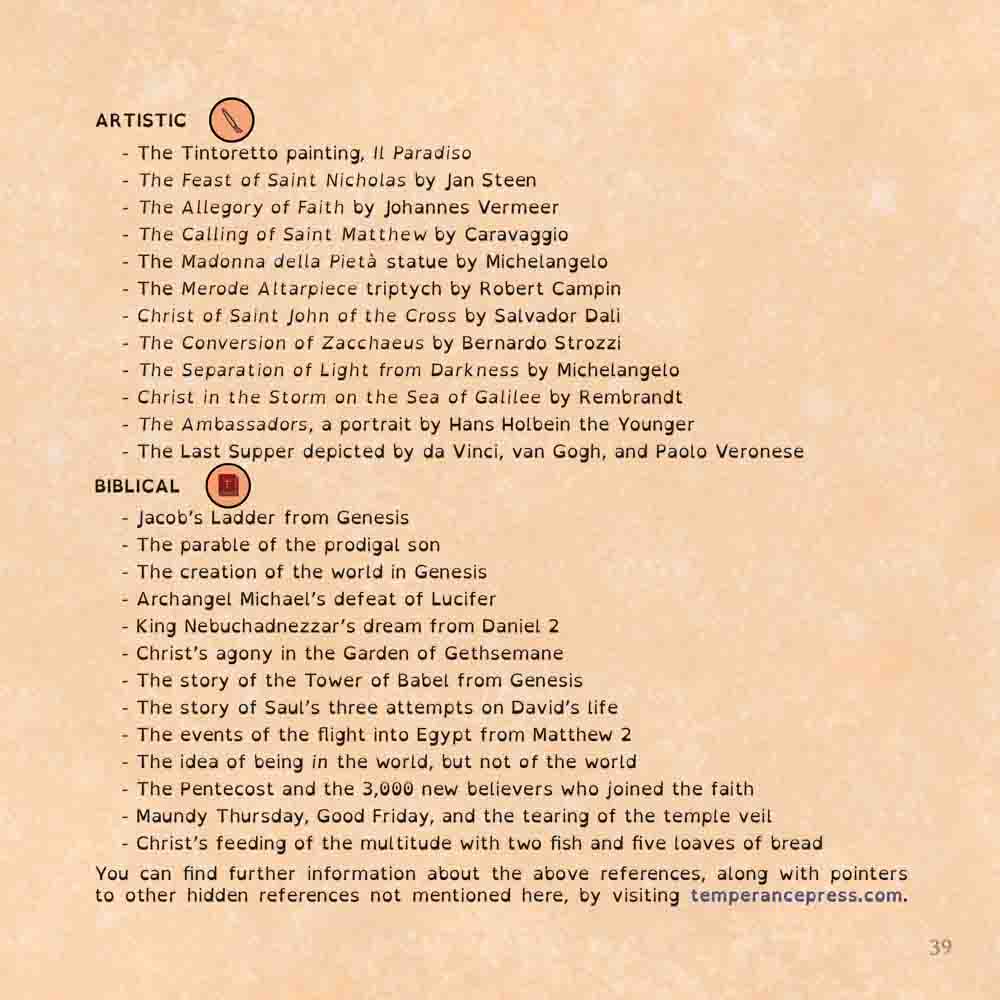 ARTISTIC
- The Tintoretto painting, Il Paradiso
- The Feast of Saint Nicholas by Jan Steen
- The Allegory of Faith by Johannes Vermeer
- The Calling of Saint Matthew by Caravaggio
- The Madonna della Pietà statue by Michelangelo
- The Merode Altarpiece triptych by Robert Campin
- Christ of Saint John of the Cross by Salvador Dali
- The Conversion of Zacchaeus by Bernardo Strozzi
- The Separation of Light from Darkness by Michelangelo
- Christ in the Storm on the Sea of Galilee by Rembrandt
- The Ambassadors, a portrait by Hans Holbein the Younger
- The Last Supper depicted by da Vinci, van Gogh, and Paolo Veronese
BIBLICAL
- Jacob's Ladder from Genesis
- The parable of the prodigal son
- The creation of the world in Genesis
- Archangel Michael's defeat of Lucifer
- King Nebuchadnezzar's dream from Daniel 2
- Christ's agony in the Garden of Gethsemane
- The story of the Tower of Babel from Genesis
- The story of Saul's three attempts on David's life
- The events of the flight into Egypt from Matthew 2
- The idea of being in the world, but not of the world
- The Pentecost and the 3,000 new believers who joined the faith
- Maundy Thursday, Good Friday, and the tearing of the temple veil
- Christ's feeding of the multitude with two fish and five loaves of bread
You can find further information about the above references, along with pointers
to other hidden references not mentioned here, by visiting temperancepress.com.
39